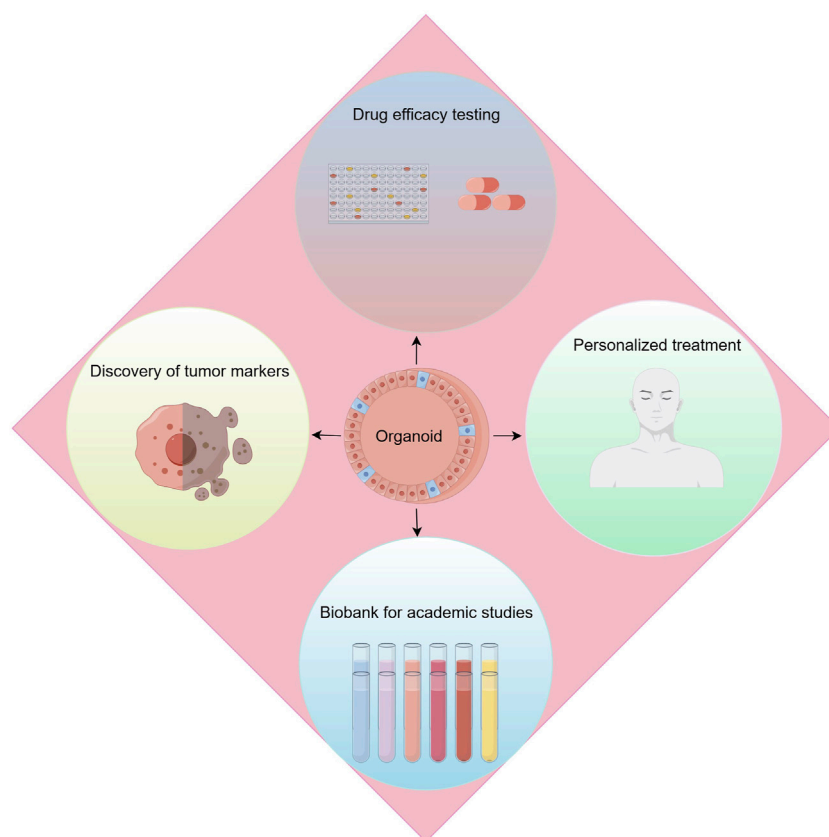 Drug efficacy testing
Personalized treatment
Discovery of tumor markers
Organoid
Biobank for academic studies